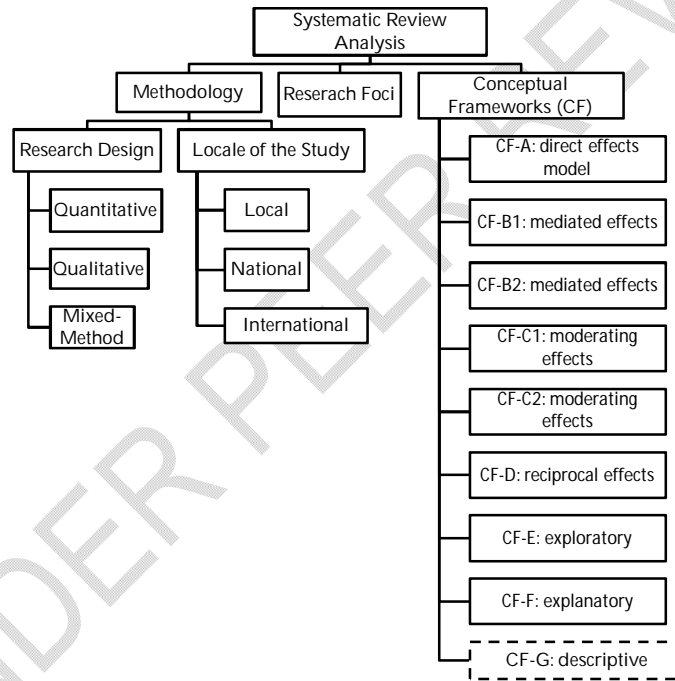 Systematic Review
Analysis
Methodology
Reserach Foci
Conceptual
Frameworks (CF)
Research Design
Locale of the Study
Quantitative
Qualitative
Mixed-
Method
Local
National
International
CF-A: direct effects
model
CF-B1: mediated effects
CF-B2: mediated effects
CF-C1: moderating
effects
CF-C2: moderating
effects
CF-D: reciprocal effects
CF-E: exploratory
CF-F: explanatory
CF-G: descriptive
NDER PEER REV